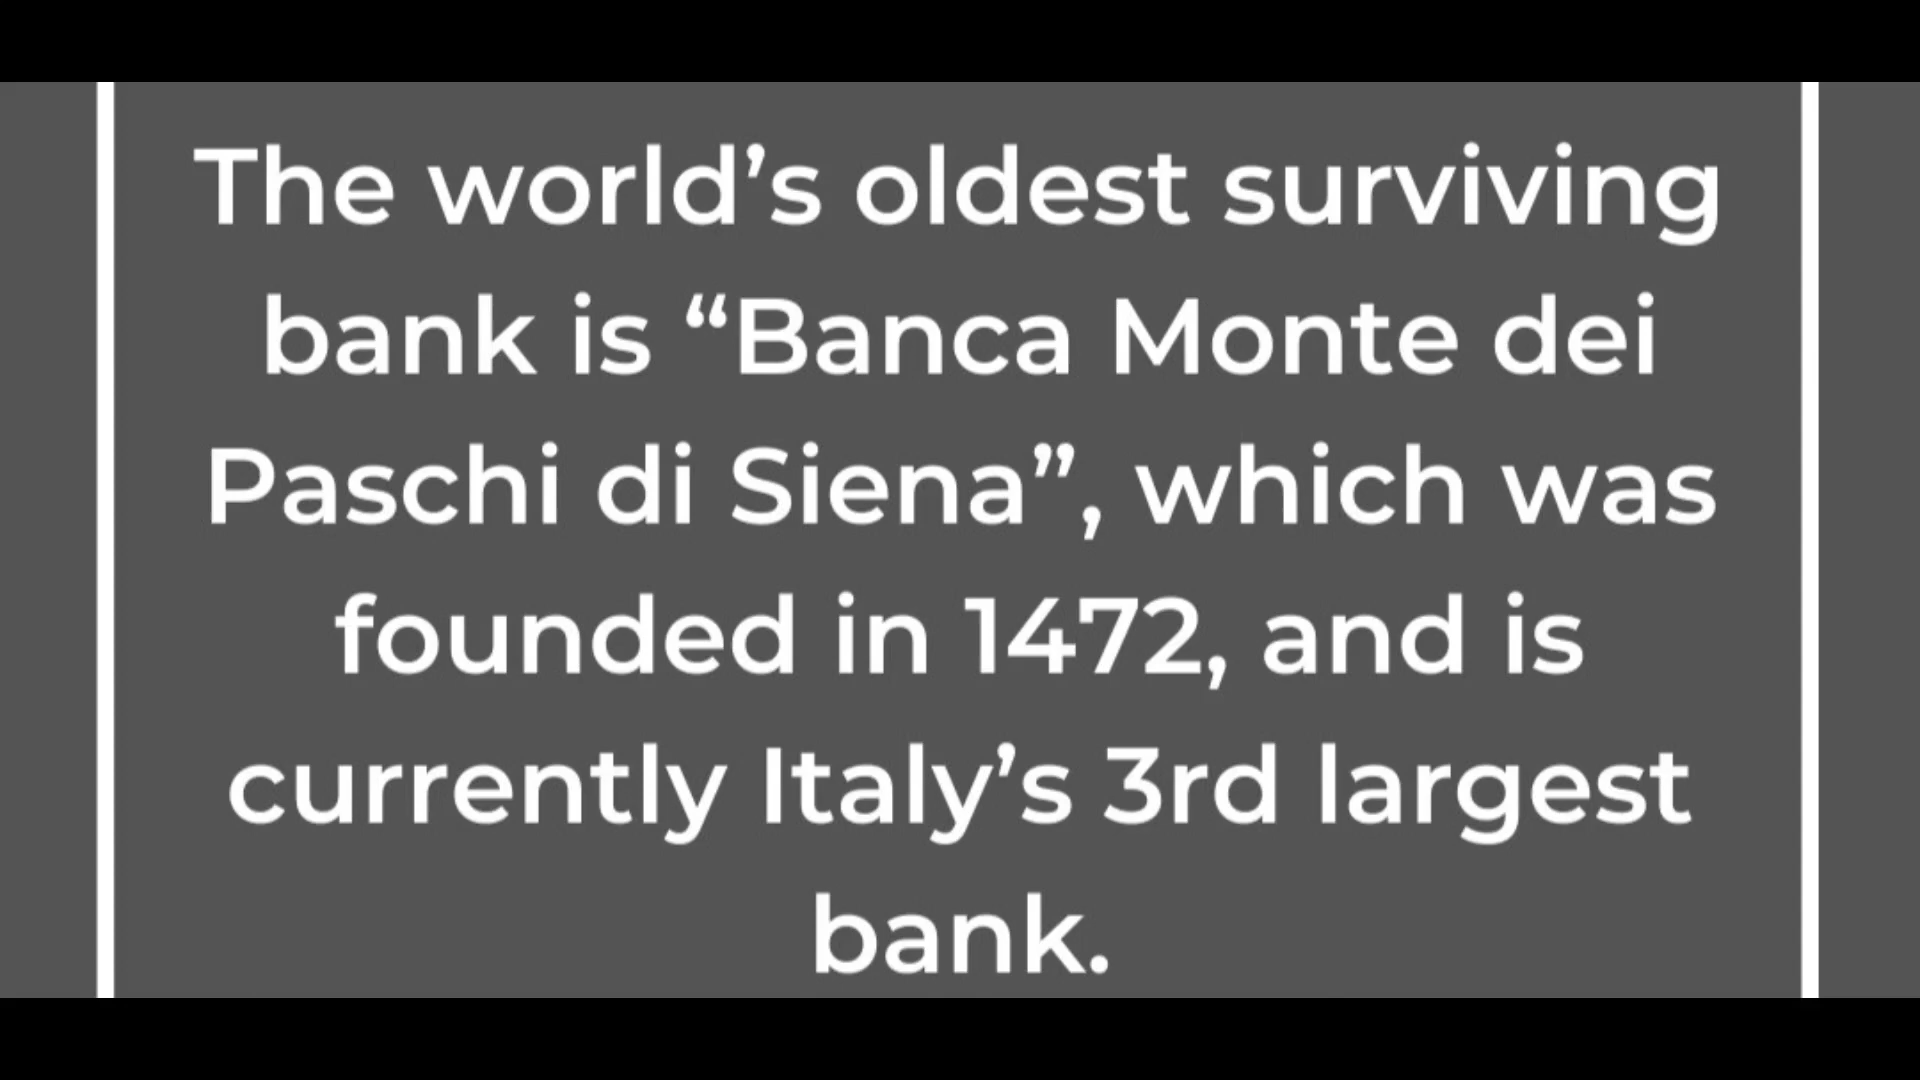 The world’s oldest surviving
bank is “Banca Monte dei
Paschi di Siena”, which was
founded in 1472, and is
currently Italy’s 3rd largest
bank.